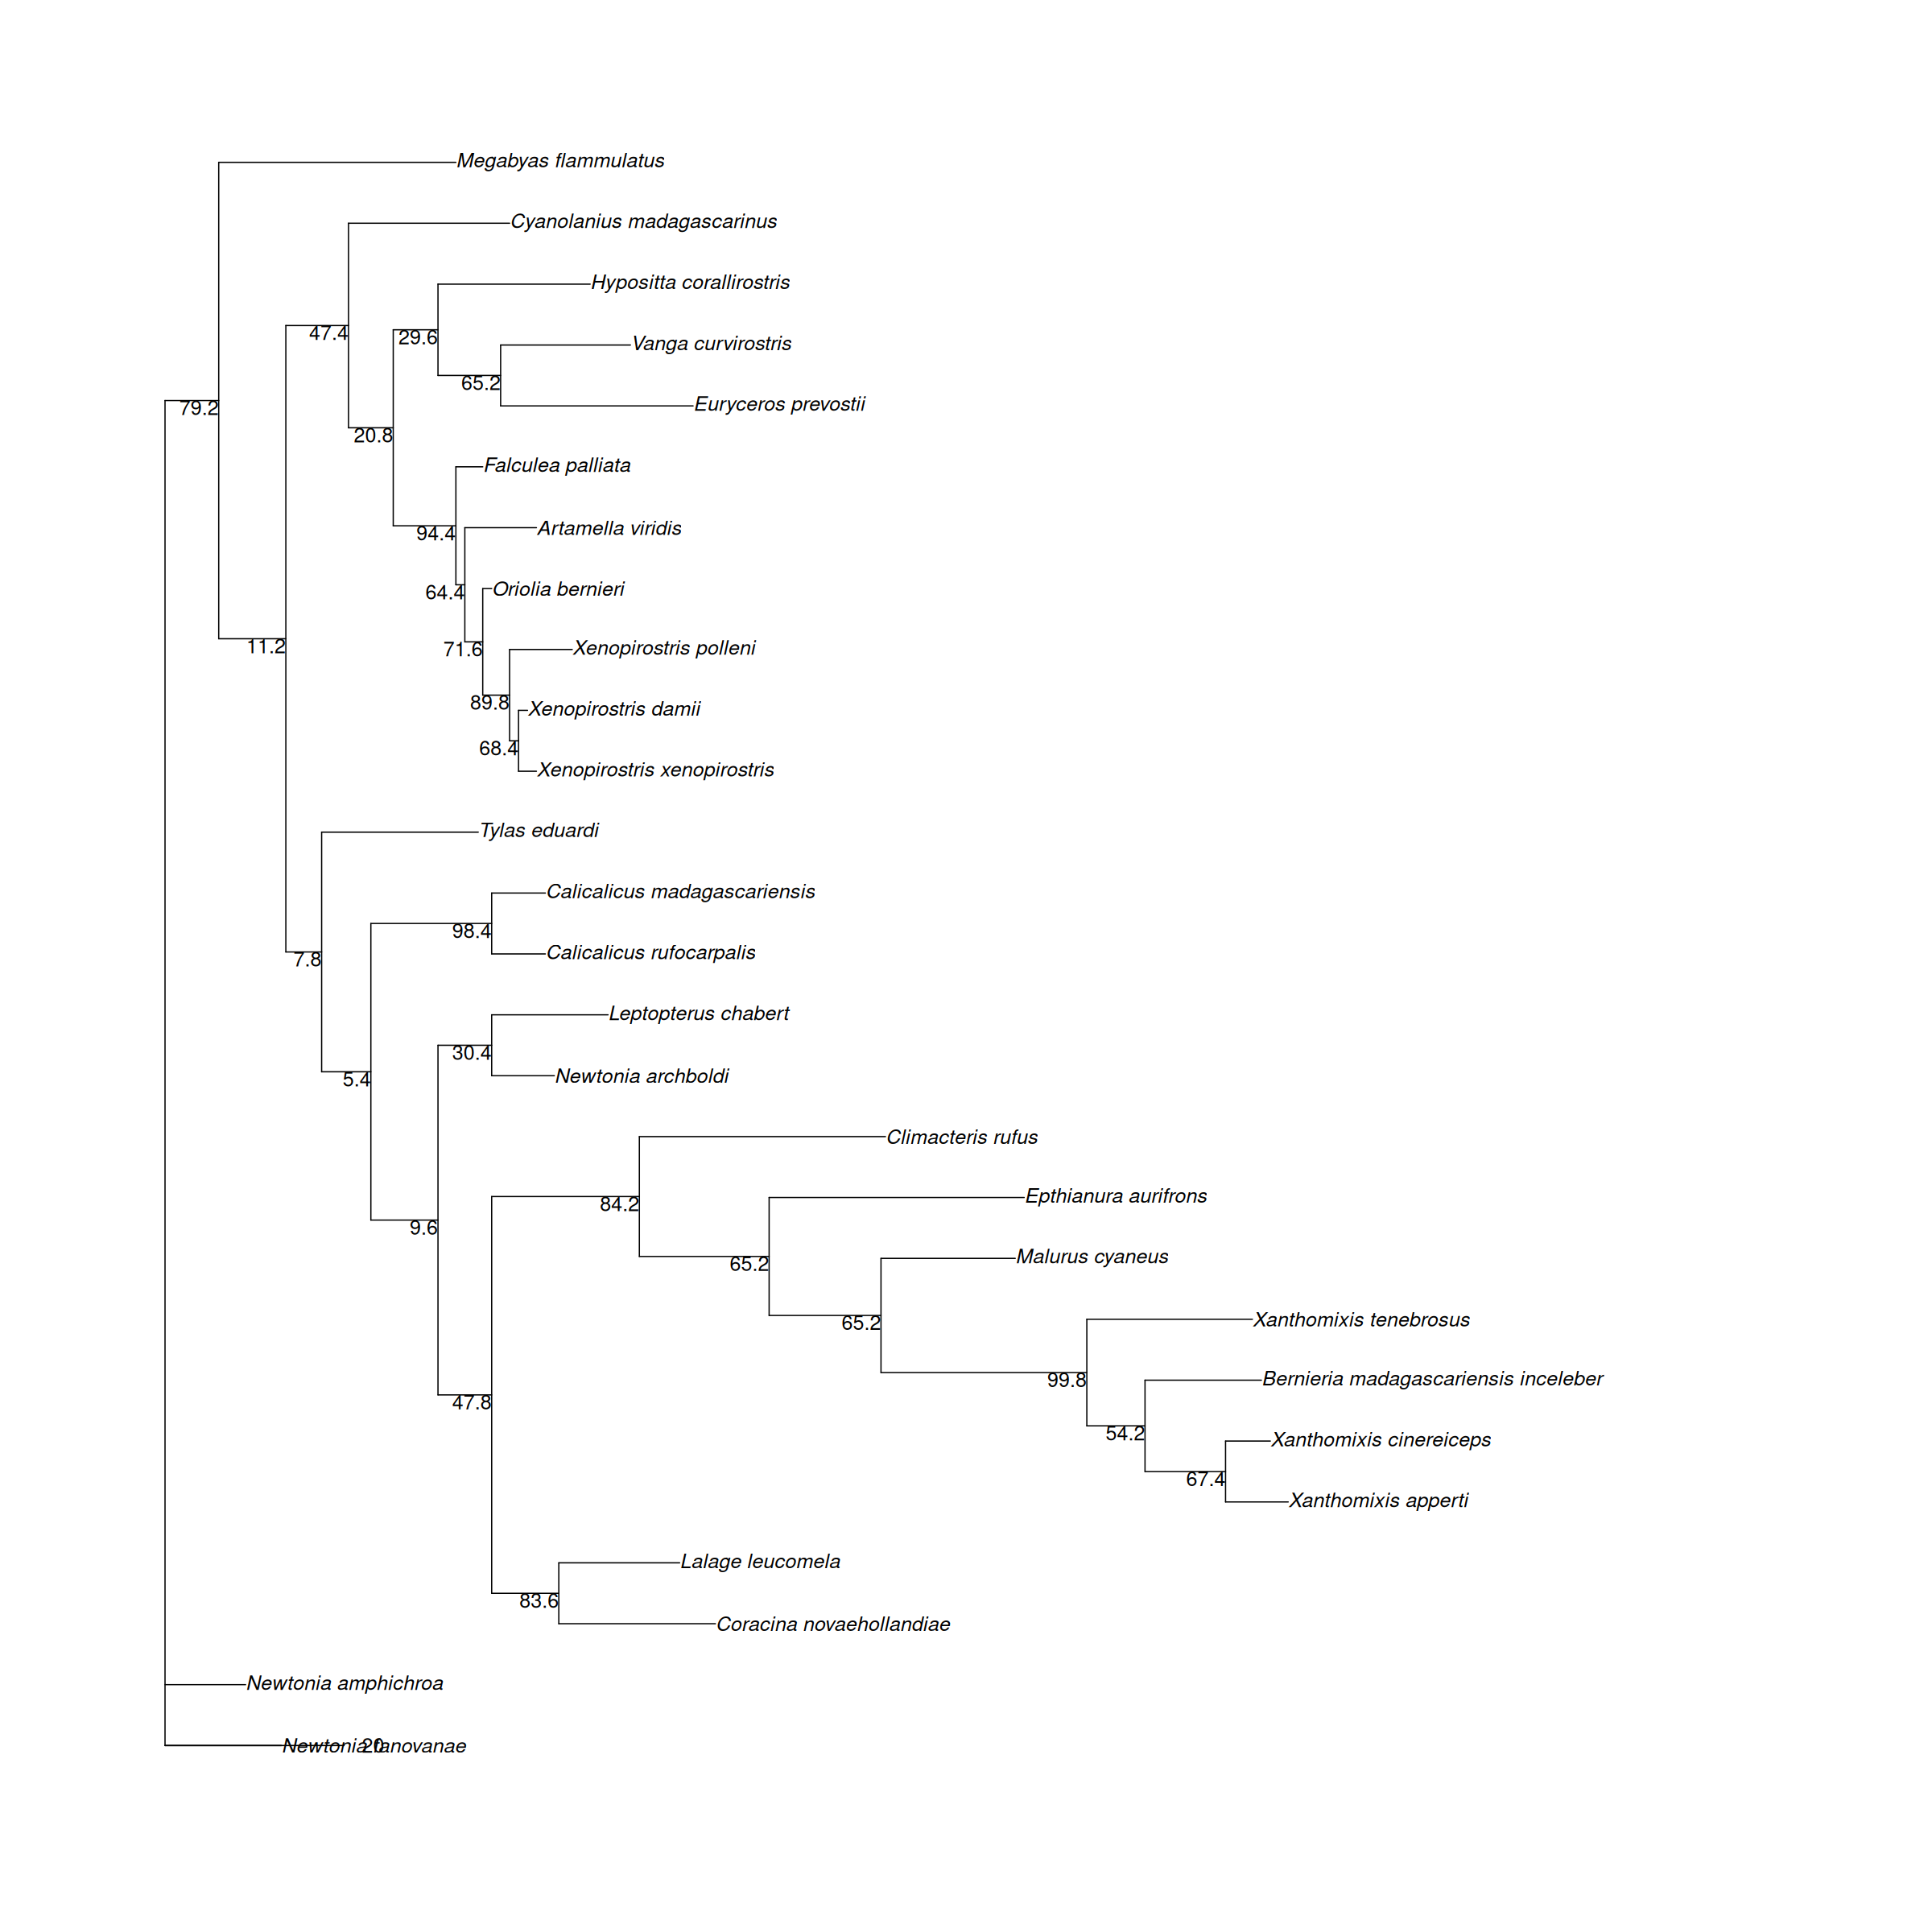 Megabyas flammulatus
Cyanolanius madagascarinus
Hypositta corallirostris
47.4
29.6
Vanga curvirostris
65.2
Euryceros prevostii
79.2
20.8
Falculea palliata
Artamella viridis
94.4
Oriolia bernieri
64.4
11.2
Xenopirostris polleni
71.6
89.8
Xenopirostris damii
68.4
Xenopirostris xenopirostris
Tylas eduardi
Calicalicus madagascariensis
98.4
Calicalicus rufocarpalis
7.8
Leptopterus chabert
30.4
Newtonia archboldi
5.4
Climacteris rufus
Epthianura aurifrons
84.2
9.6
Malurus cyaneus
65.2
Xanthomixis tenebrosus
65.2
Bernieria madagascariensis inceleber
99.8
47.8
54.2
Xanthomixis cinereiceps
67.4
Xanthomixis apperti
Lalage leucomela
83.6
Coracina novaehollandiae
Newtonia amphichroa
Newtonia fanovanae
20